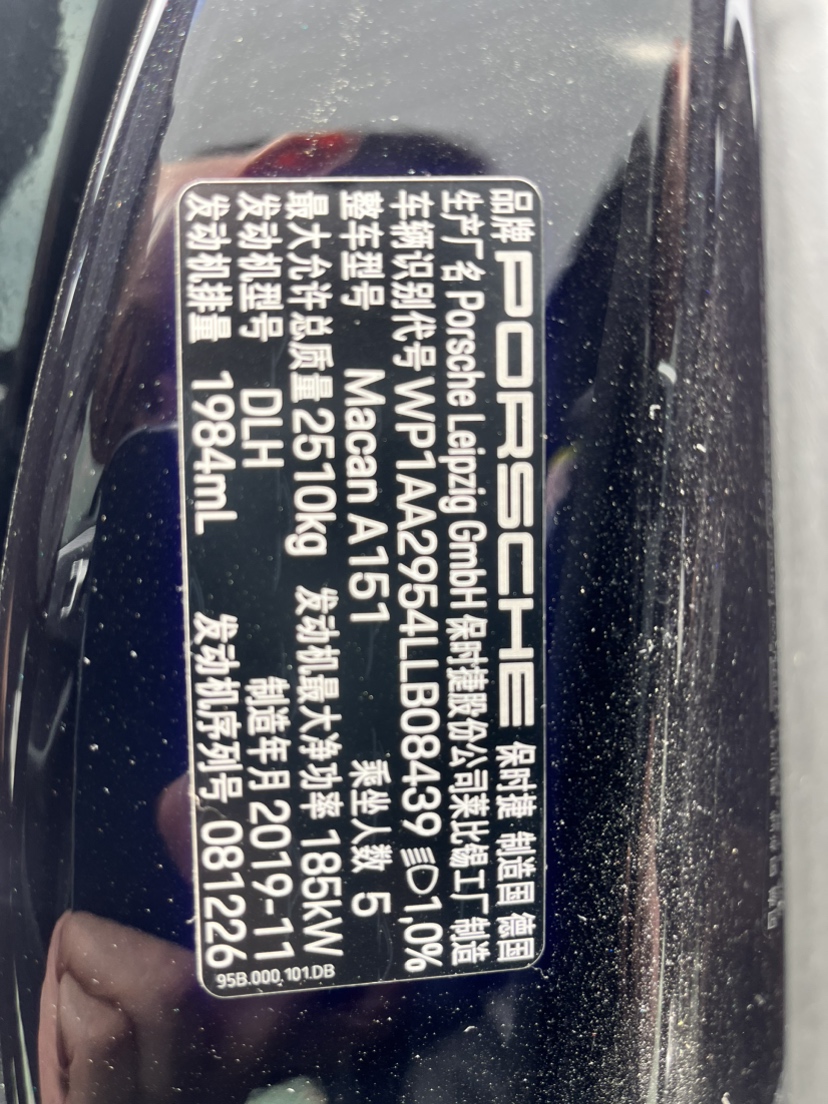 品牌 PORSCHE 保时捷 制造国 德国
生产厂名 Porsche Leipzig GmbH 保时捷股份公司莱比锡工厂 制造
车辆识别代号 WP1AA2954LLB08439 1,0%
整车型号 Macan A151 乘坐人数 5
最大允许总质量 2510kg 发动机最大净功率 185kW
发动机型号 DLH 制造年月 2019-11
发动机排量 1984mL 发动机序列号 081226
95B.000.101.DB